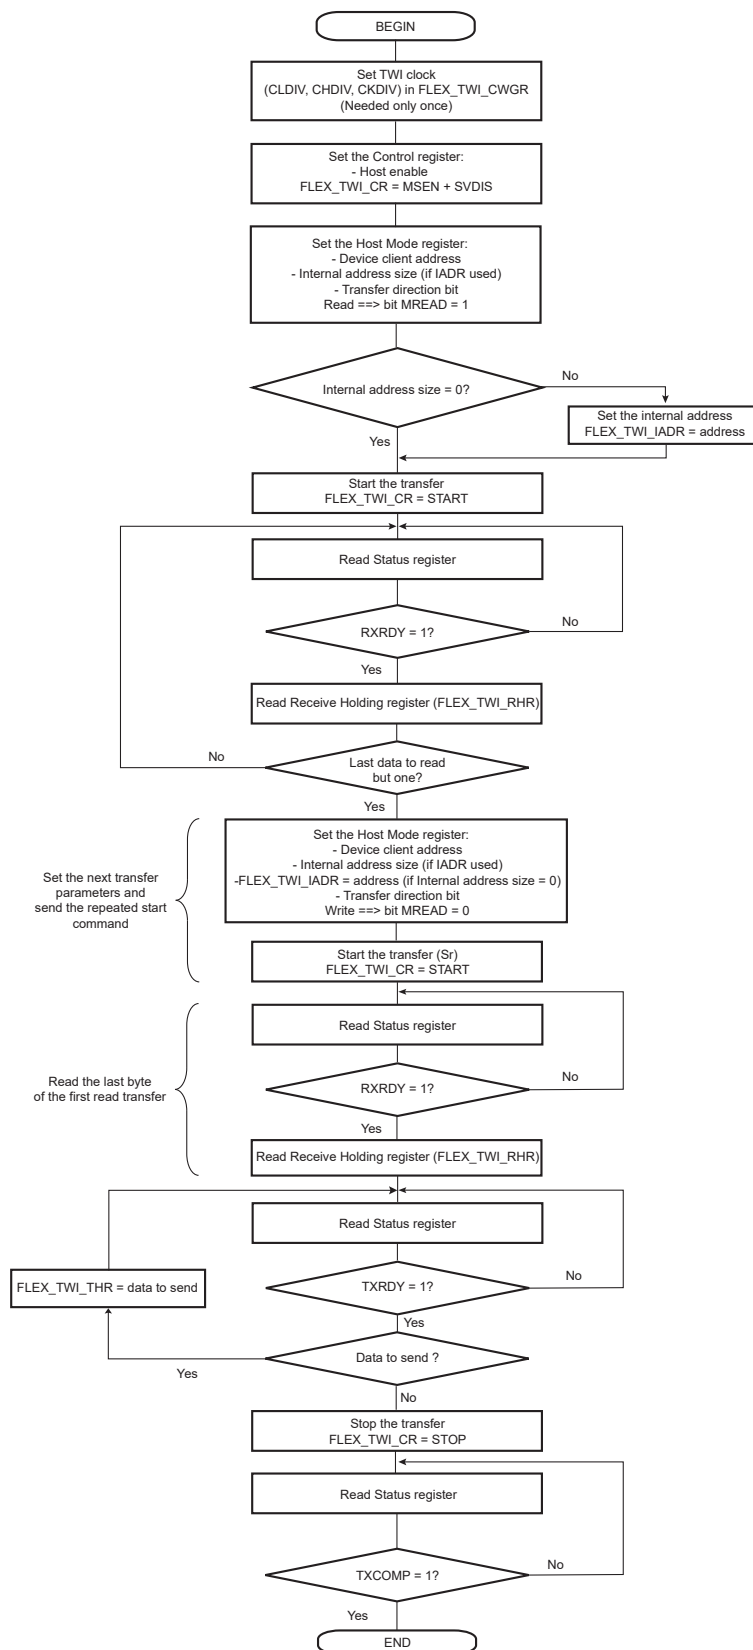 BEGIN
Set TWI clock
(CLDIV, CHDIV, CKDIV) in FLEX_TWI_CWGR
(Needed only once)
Set the Control register:
- Host enable
FLEX_TWI_CR = MSEN + SVDIS
Set the Host Mode register:
- Device client address
- Internal address size (if IADR used)
- Transfer direction bit
Read ==> bit MREAD = 1
Internal address size = 0?
No
Set the internal address
FLEX_TWI_IADR = address
Yes
Start the transfer
FLEX_TWI_CR = START
Read Status register
RXRDY = 1?
No
Yes
Read Receive Holding register (FLEX_TWI_RHR)
Last data to read
but one?
No
Yes
Set the next transfer
parameters and
send the repeated start
command
Set the Host Mode register:
- Device client address
- Internal address size (if IADR used)
-FLEX_TWI_IADR = address (if Internal address size = 0)
- Transfer direction bit
Write ==> bit MREAD = 0
Start the transfer (Sr)
FLEX_TWI_CR = START
Read the last byte
of the first read transfer
Read Status register
RXRDY = 1?
No
Yes
Read Receive Holding register (FLEX_TWI_RHR)
Read Status register
FLEX_TWI_THR = data to send
TXRDY = 1?
No
Yes
Data to send ?
Yes
No
Stop the transfer
FLEX_TWI_CR = STOP
Read Status register
TXCOMP = 1?
No
Yes
END